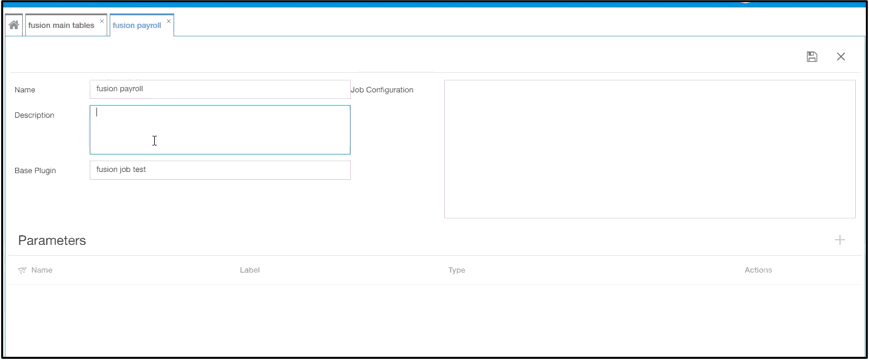 fusion main tables
fusion payroll
Name
fusion payroll
Job Configuration
Description
Base Plugin
fusion job test
Parameters
Name
Label
Type
Actions